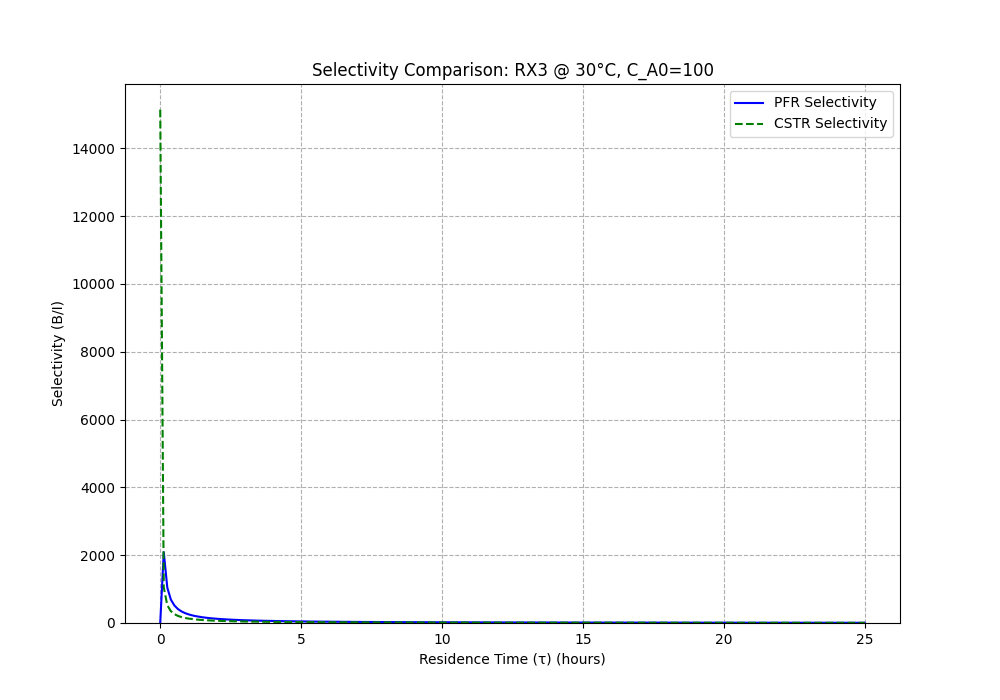 Selectivity Comparison: RX3 @ 30°C, C_A0=100
PFR Selectivity
CSTR Selectivity
Selectivity (B/I)
14000
12000
10000
8000
6000
4000
2000
0
0 5 10 15 20 25
Residence Time (τ) (hours)